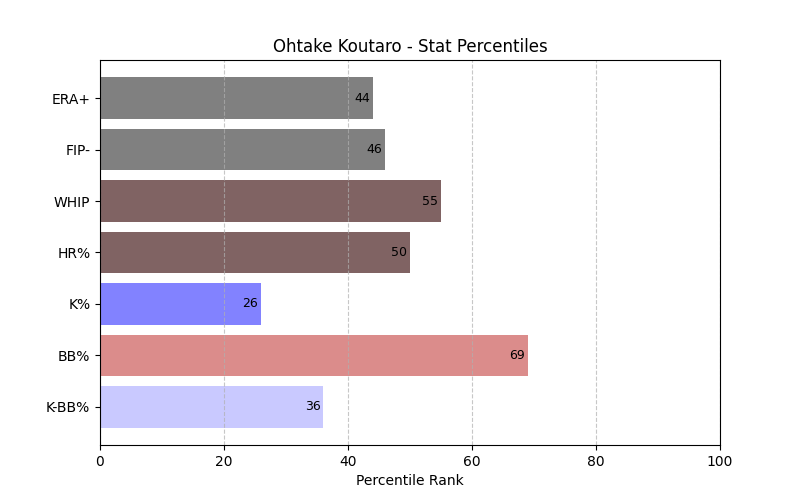 Ohtake Koutaro - Stat Percentiles
ERA+ 44
FIP- 46
WHIP 55
HR% 50
K% 26
BB% 69
K-BB% 36
0 20 40 60 80 100
Percentile Rank